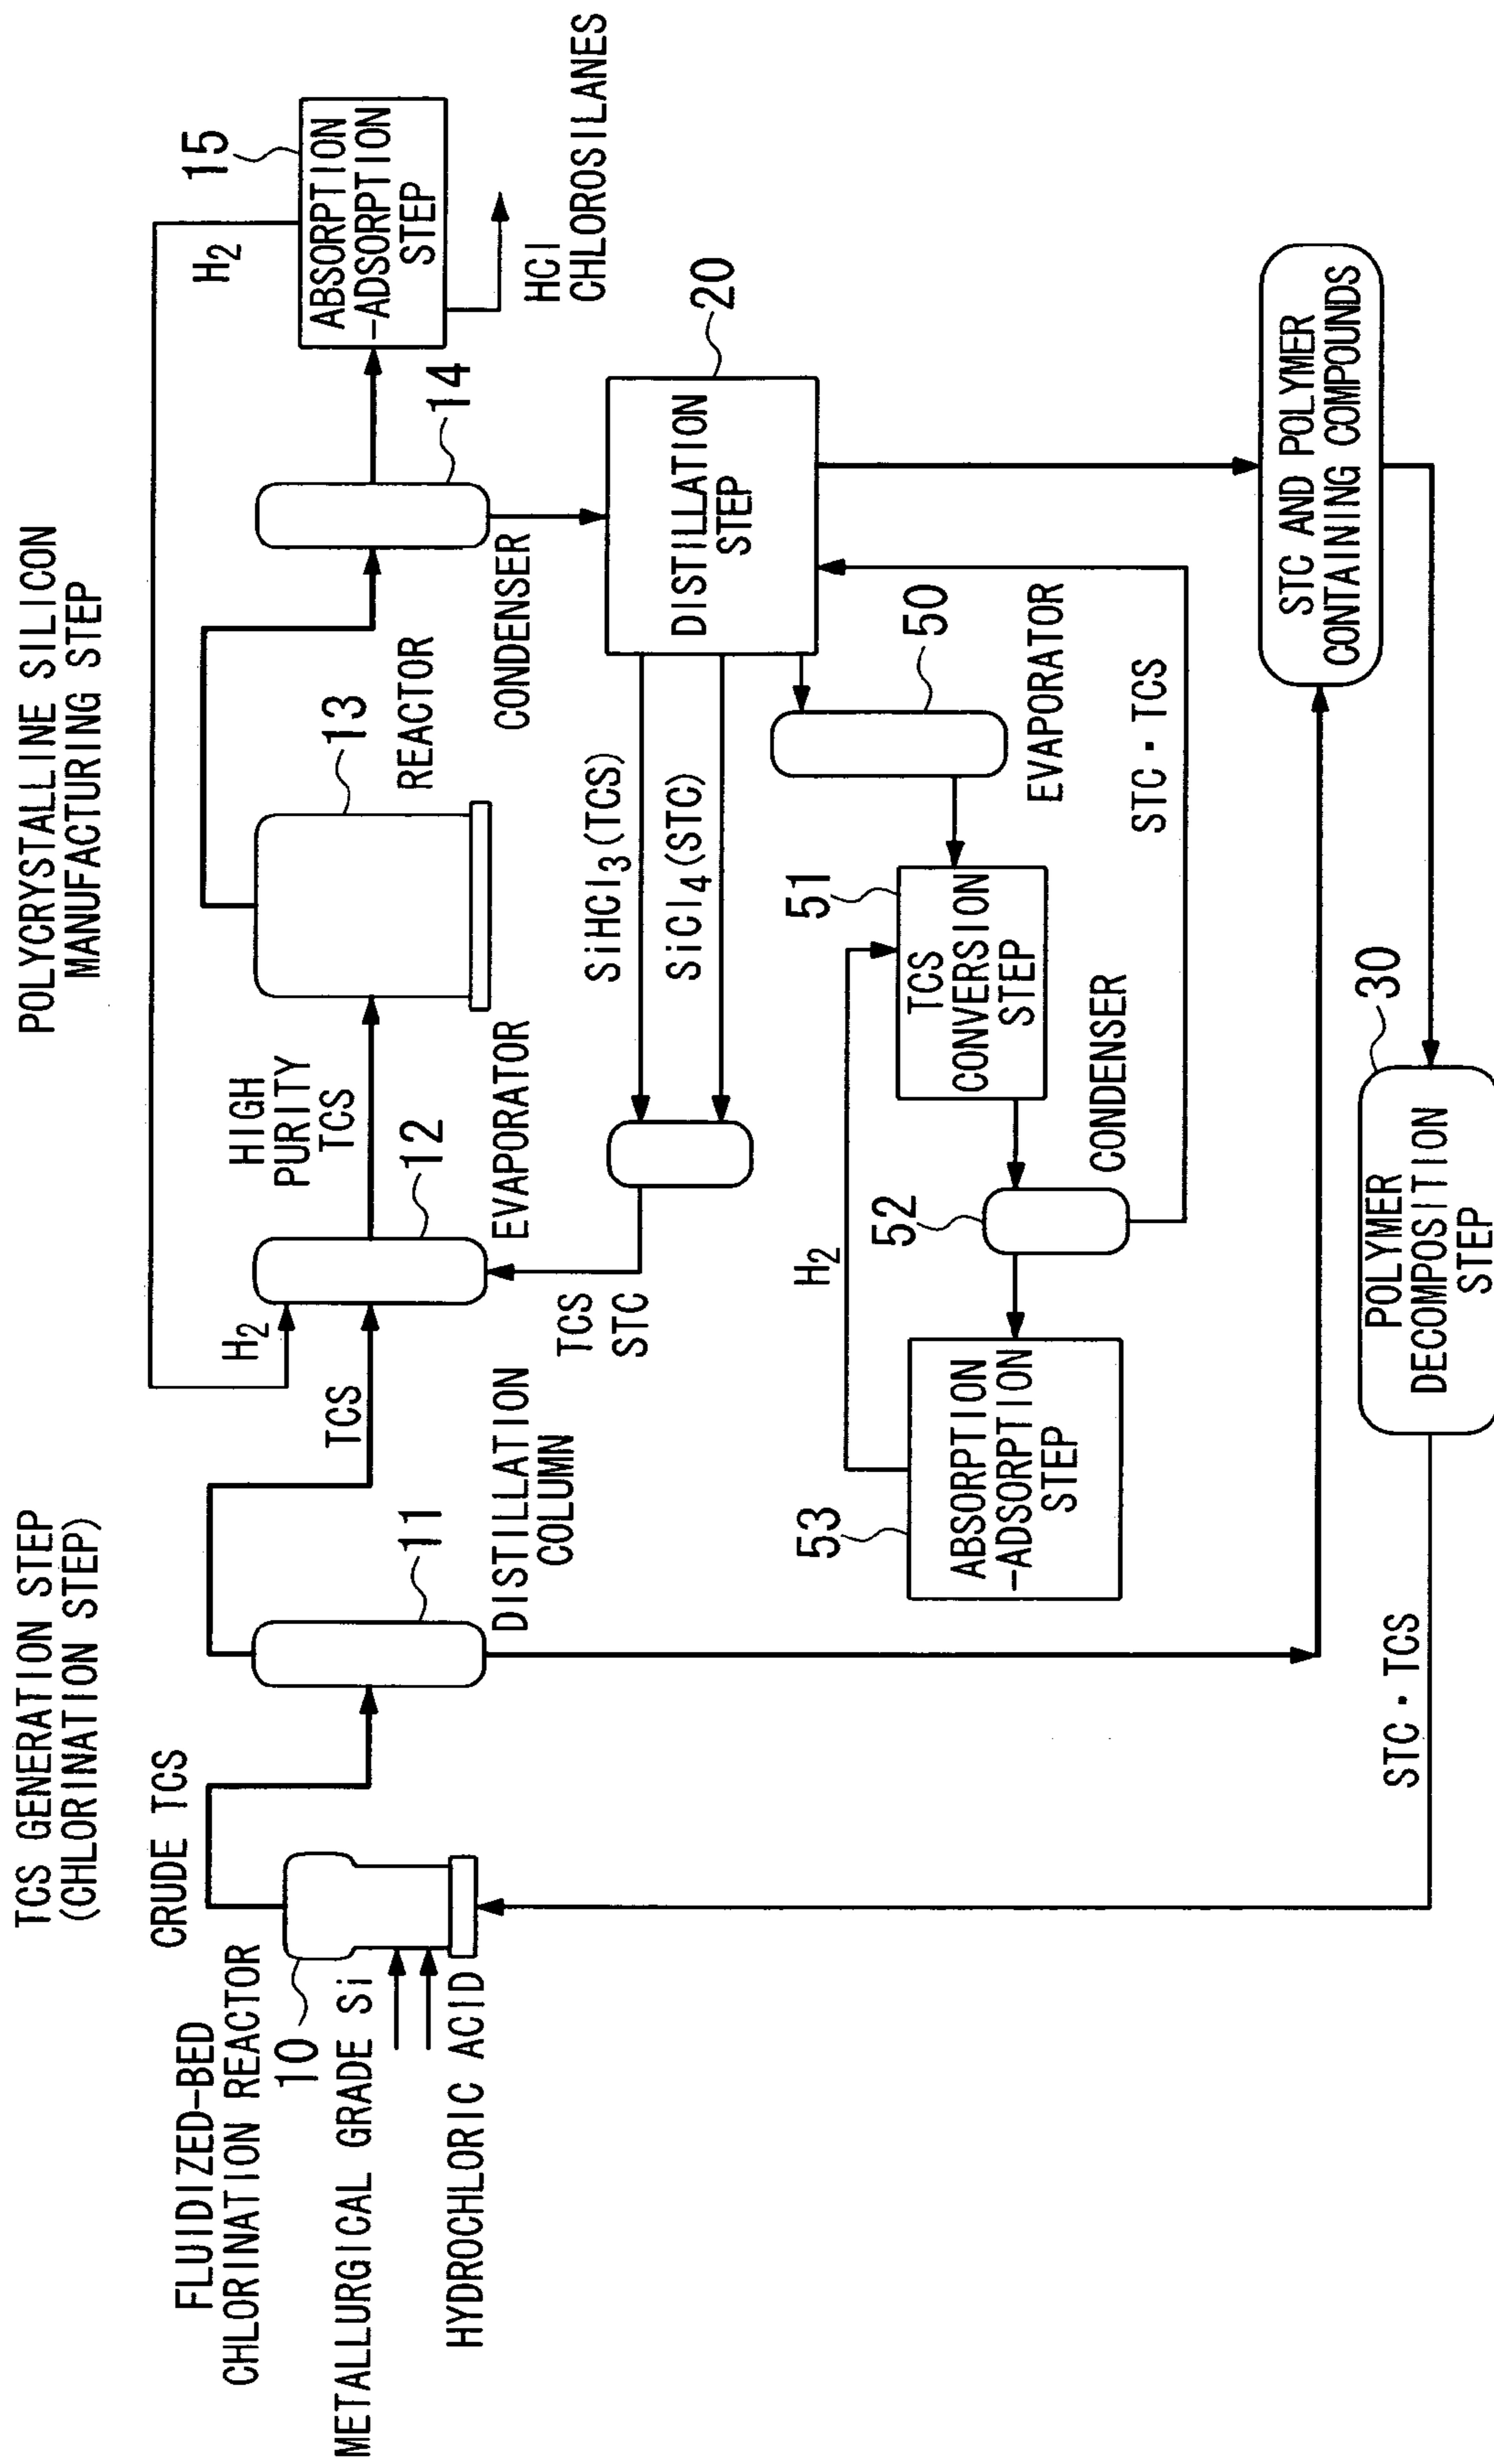 TCS GENERATION STEP
(CHLORINATION STEP)
POLYCRYSTALLINE SILICON
MANUFACTURING STEP
FLUIDIZED-BED
CHLORINATION REACTOR
10
METALLURGICAL GRADE Si
HYDROCHLORIC ACID
CRUDE TCS
11
DISTILLATION
COLUMN
TCS
H2
12
EVAPORATOR
HIGH
PURITY
TCS
13
REACTOR
14
CONDENSER
H2
15
ABSORPTION
-ADSORPTION
STEP
HCl
CHLOROSILANES
TCS
STC
SiHCl3(TCS)
SiCl4(STC)
20
DISTILLATION
STEP
50
EVAPORATOR
51
TCS
CONVERSION
STEP
H2
52
CONDENSER
STC・TCS
53
ABSORPTION
-ADSORPTION
STEP
STC AND POLYMER
CONTAINING COMPOUNDS
30
POLYMER
DECOMPOSITION
STEP
STC・TCS